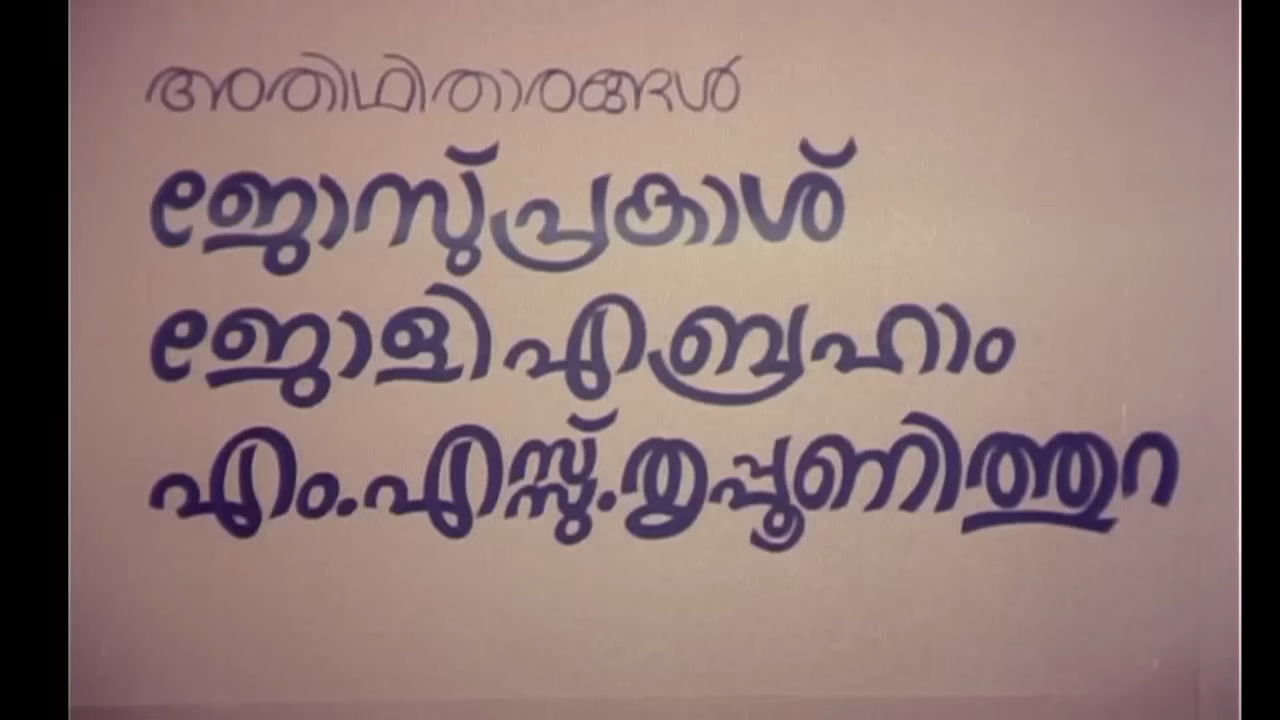 അതിഥിതാരങ്ങൾ
ജോസു് പ്രകാശ്
ജോളി എബ്രഹാം
എം. എസ്സു്. തൃപ്പൂണിത്തുറ